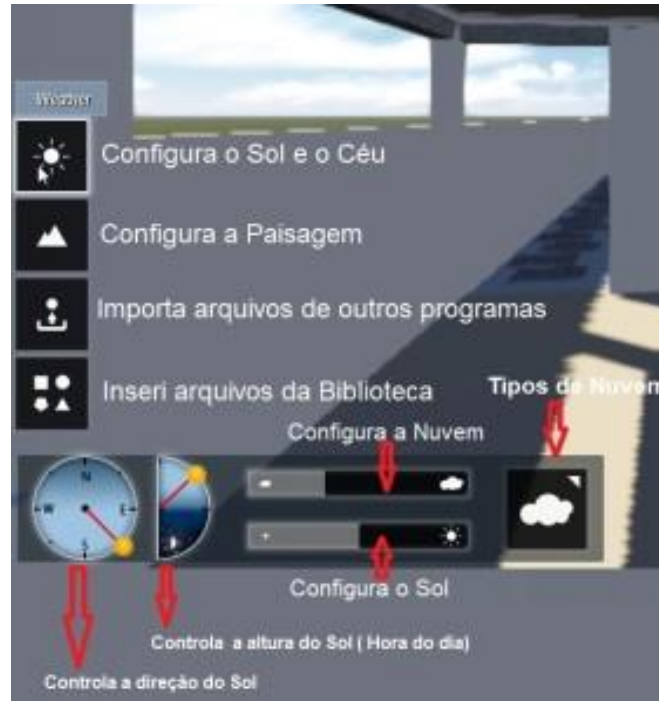 Weather
Configura o Sol e o Céu
Configura a Paisagem
Importa arquivos de outros programas
Inseri arquivos da Biblioteca
Tipos de Nuvem
Configura a Nuvem
N
W
E
S
Configura o Sol
Controla a altura do Sol ( Hora do dia)
Controla a direção do Sol